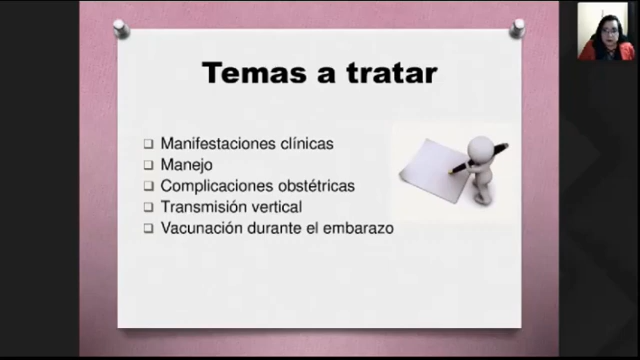 Temas a tratar
Manifestaciones clínicas
Manejo
Complicaciones obstétricas
Transmisión vertical
Vacunación durante el embarazo